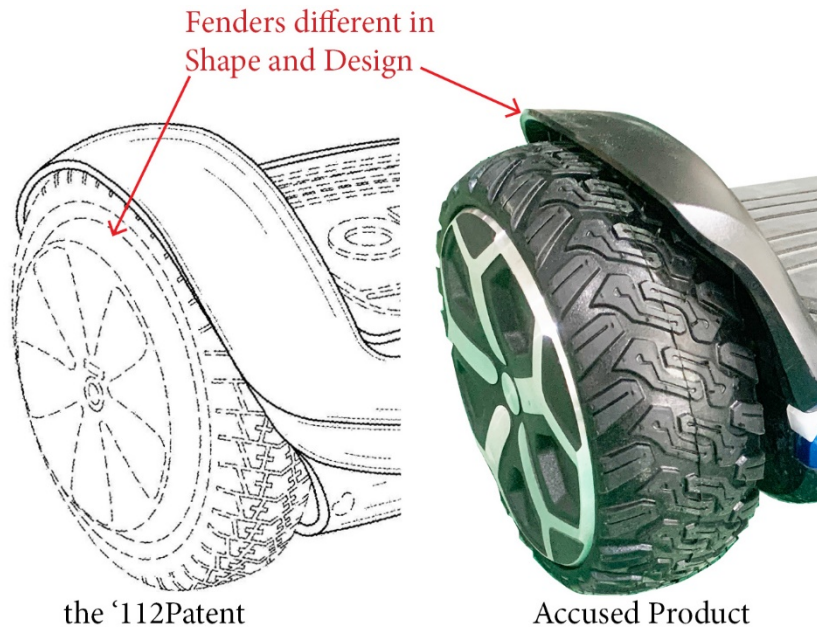 Fenders different in
Shape and Design
the ‘112Patent
Accused Product